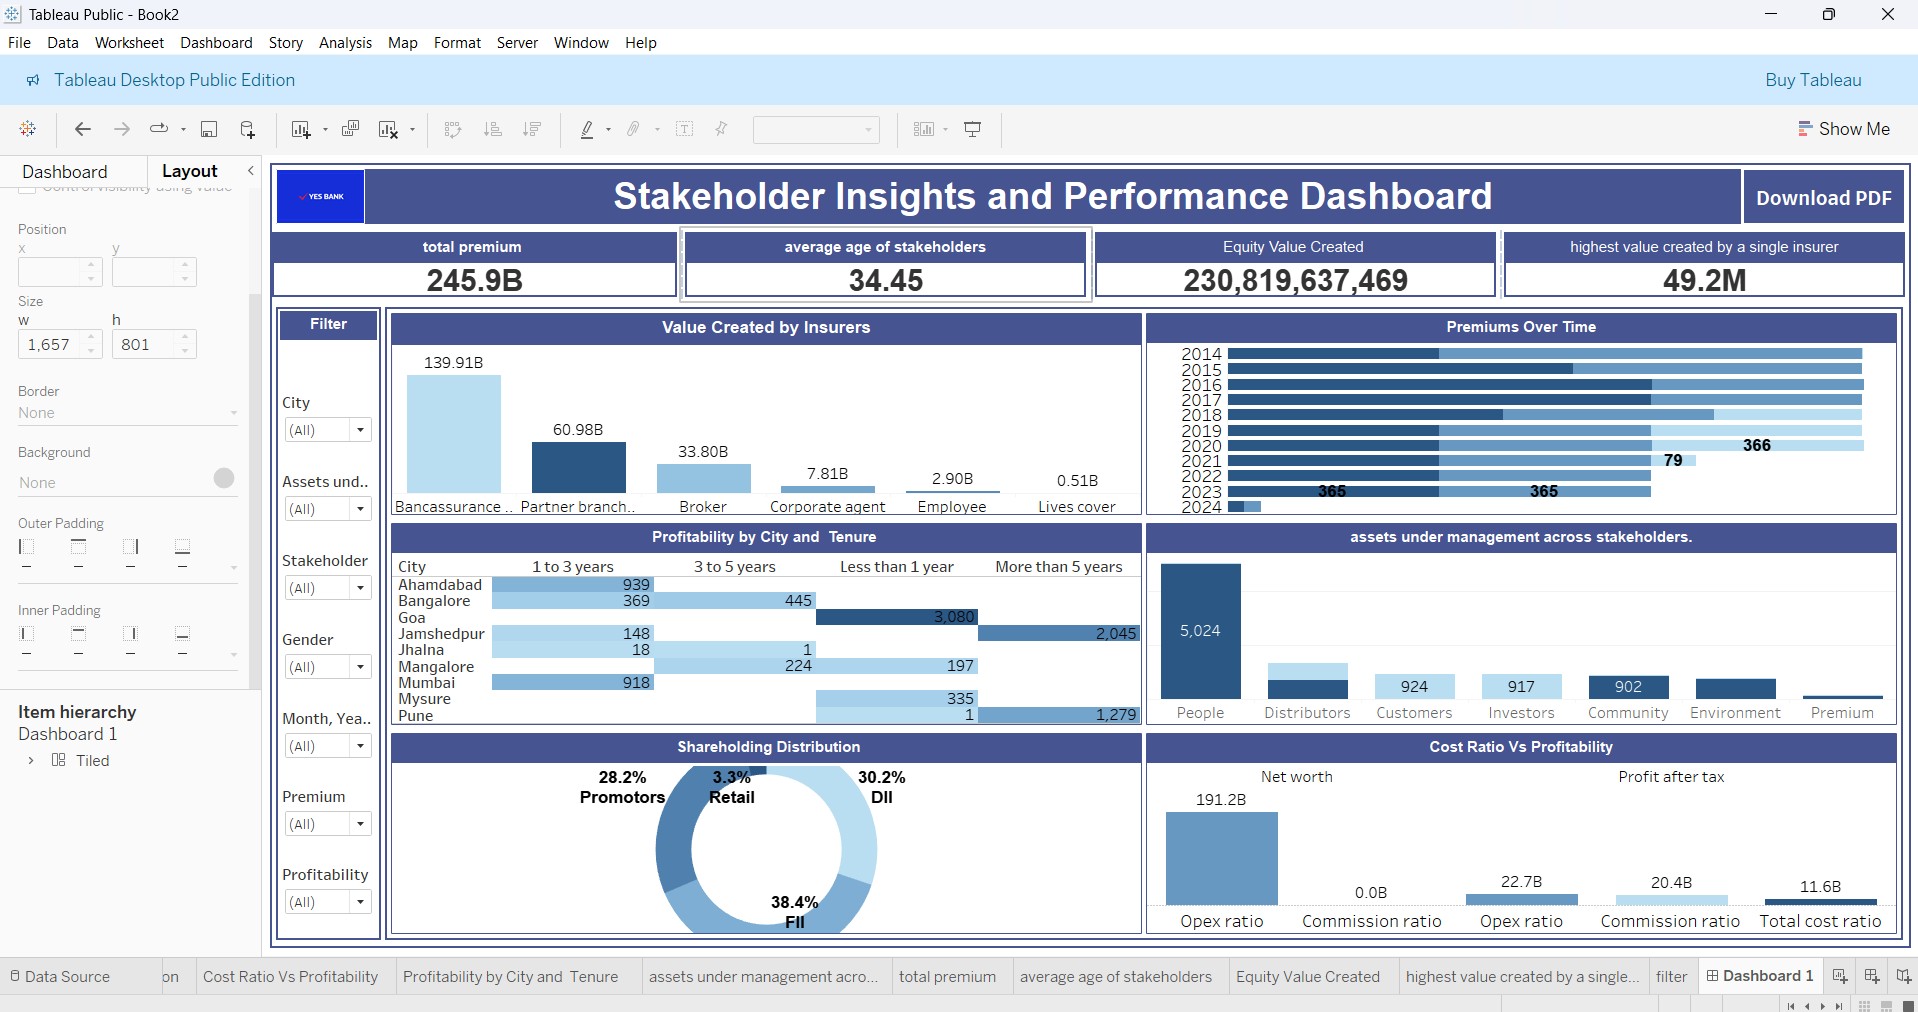 Tableau Public - Book2
File Data Worksheet Dashboard Story Analysis Map Format Server Window Help
Tableau Desktop Public Edition
Buy Tableau
Show Me
Dashboard
Layout
Position
x y
Size
w h
1,657 801
Border
None
Background
None
Outer Padding
Inner Padding
Item hierarchy
Dashboard 1
Tiled
YES BANK
Stakeholder Insights and Performance Dashboard
Download PDF
total premium
245.9B
average age of stakeholders
34.45
Equity Value Created
230,819,637,469
highest value created by a single insurer
49.2M
Filter
City
(All)
Assets und..
(All)
Stakeholder
(All)
Gender
(All)
Month, Yea..
(All)
Premium
(All)
Profitability
(All)
Value Created by Insurers
139.91B
60.98B
33.80B
7.81B
2.90B
0.51B
Bancassurance .. Partner branch.. Broker Corporate agent Employee Lives cover
Premiums Over Time
2014
2015
2016
2017
2018
2019
2020 366
2021 79
2022
2023 365 365
2024
Profitability by City and Tenure
City 1 to 3 years 3 to 5 years Less than 1 year More than 5 years
Ahamdabad 939
Bangalore 369 445
Goa 3,080
Jamshedpur 148 2,045
Jhalna 18 1
Mangalore 224 197
Mumbai 918
Mysure 335
Pune 1 1,279
assets under management across stakeholders.
5,024
924 917 902
People Distributors Customers Investors Community Environment Premium
Shareholding Distribution
28.2%
Promotors
3.3%
Retail
30.2%
DII
38.4%
FII
Cost Ratio Vs Profitability
Net worth Profit after tax
191.2B
0.0B
22.7B
20.4B
11.6B
Opex ratio Commission ratio Opex ratio Commission ratio Total cost ratio
Data Source on Cost Ratio Vs Profitability Profitability by City and Tenure assets under management acro... total premium average age of stakeholders Equity Value Created highest value created by a single... filter Dashboard 1